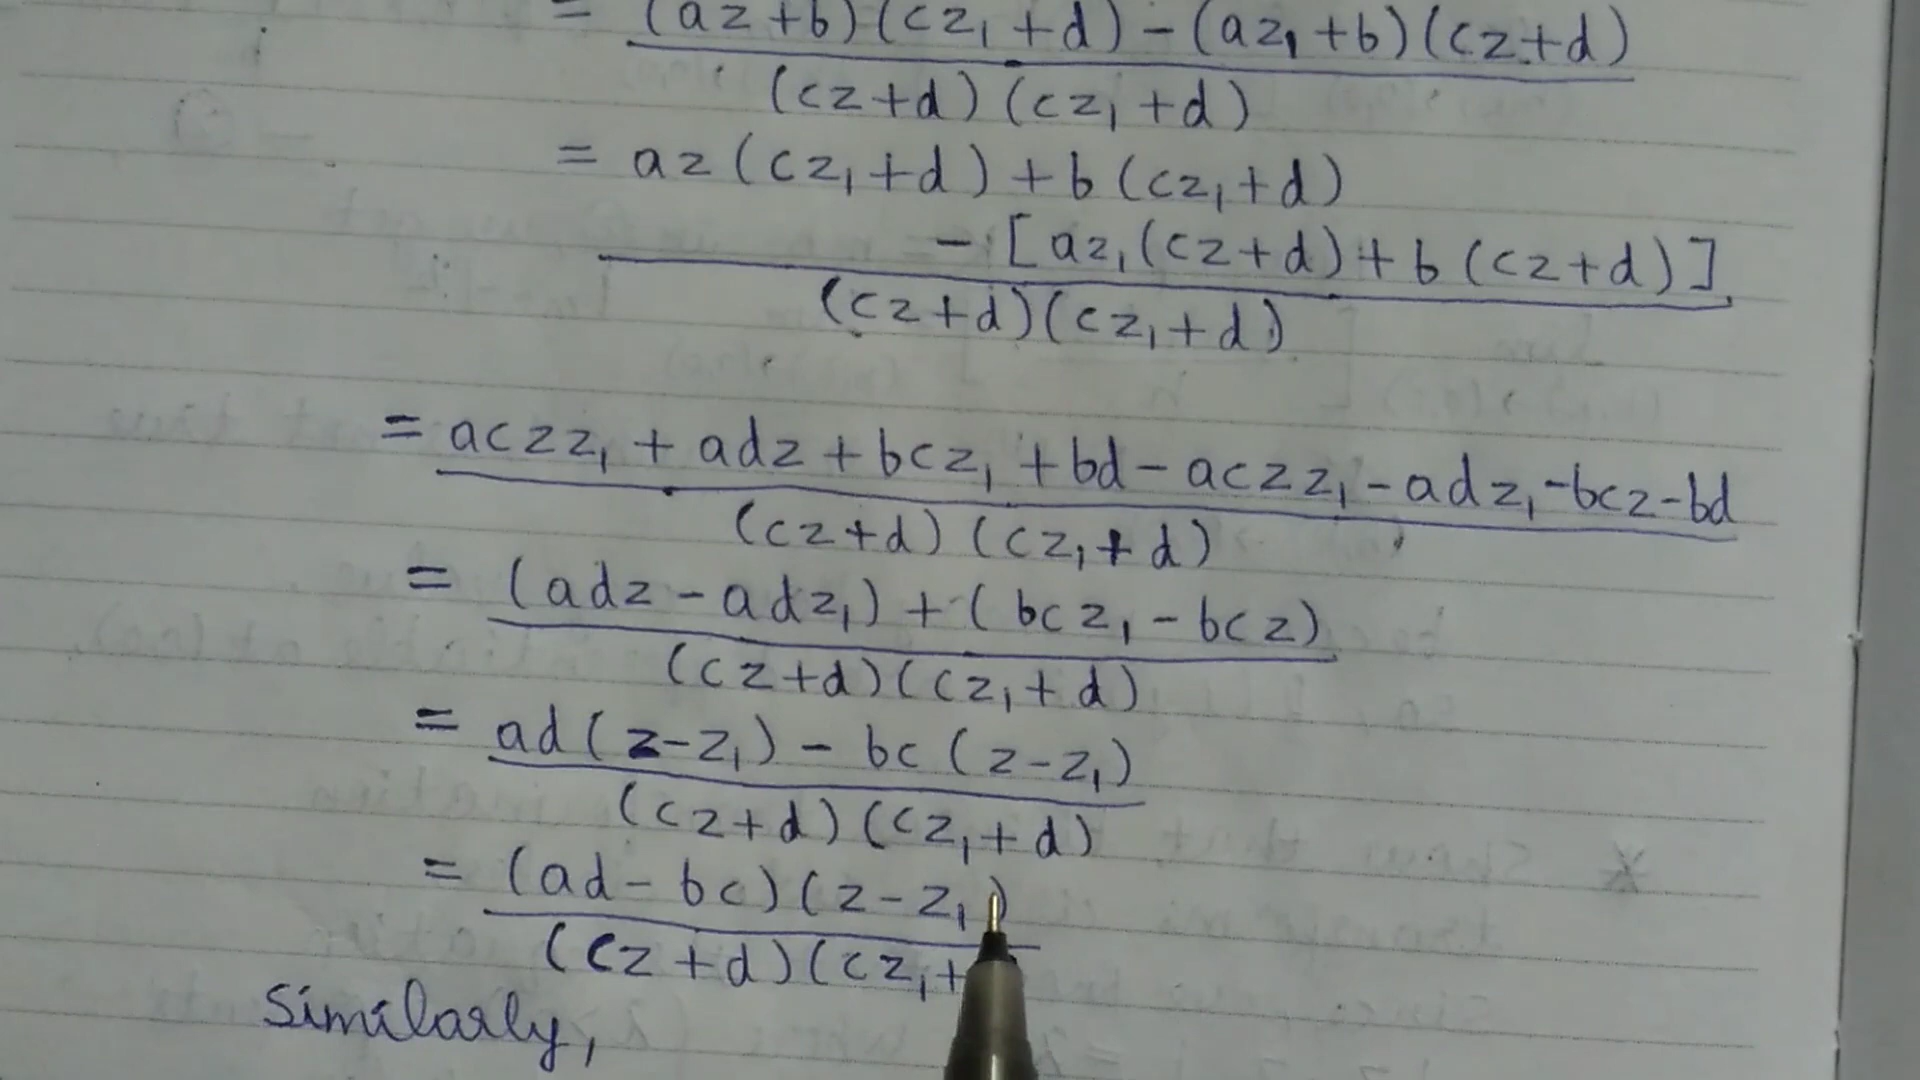 = (az+b)(cz₁+d)-(az₁+b)(cz+d)
(cz+d)(cz₁+d)
= az(cz₁+d)+b(cz₁+d)
-[az₁(cz+d)+b(cz+d)]
(cz+d)(cz₁+d)
= aczz₁+adz+bcz₁+bd-aczz₁-adz₁-bcz-bd
(cz+d)(cz₁+d)
= (adz-adz₁)+(bcz₁-bcz)
(cz+d)(cz₁+d)
= ad(z-z₁)-bc(z-z₁)
(cz+d)(cz₁+d)
= (ad-bc)(z-z₁)
(cz+d)(cz₁+
Similarly,